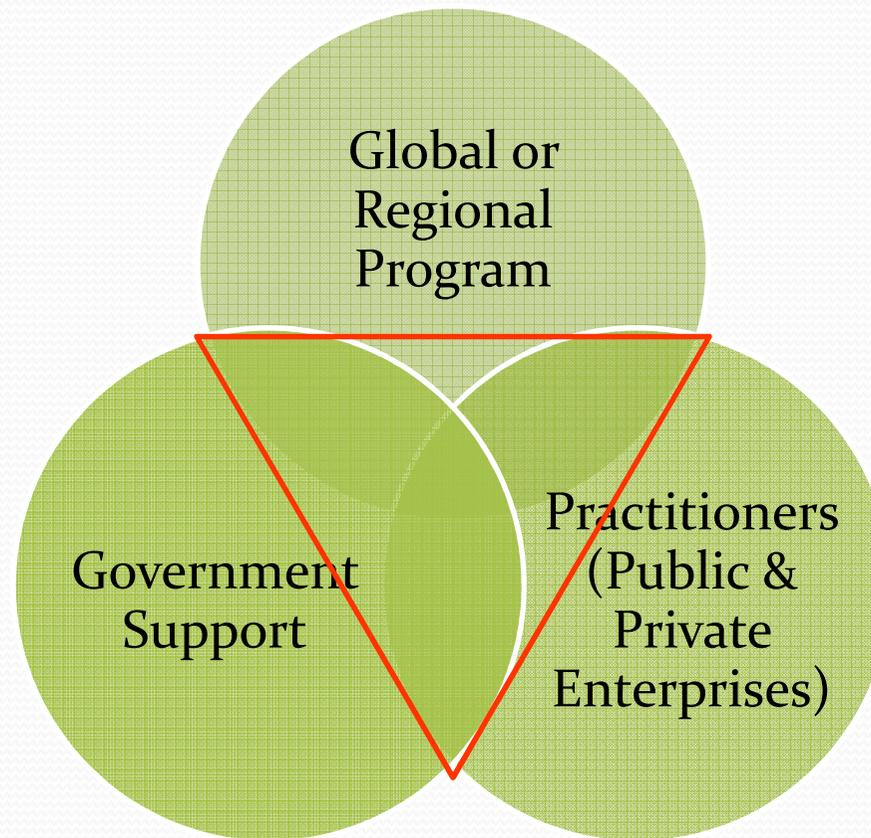 Global or
Regional
Program
Government
Support
Practitioners
(Public &
Private
Enterprises)